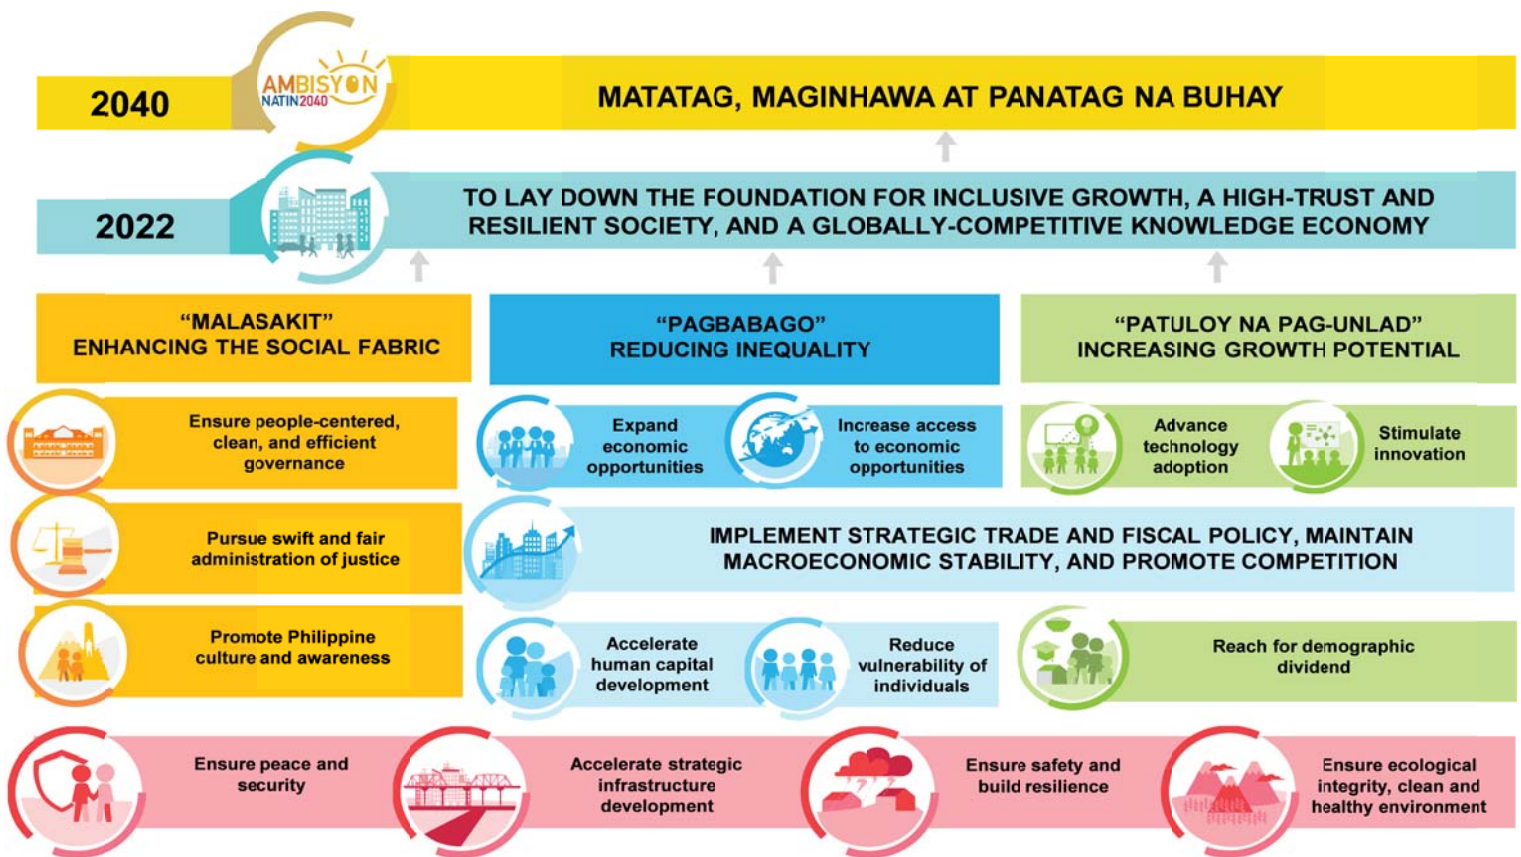 2040
AMBISYON
NATIN2040
MATATAG, MAGINHAWA AT PANATAG NA BUHAY
2022
TO LAY DOWN THE FOUNDATION FOR INCLUSIVE GROWTH, A HIGH-TRUST AND
RESILIENT SOCIETY, AND A GLOBALLY-COMPETITIVE KNOWLEDGE ECONOMY
“MALASAKIT”
ENHANCING THE SOCIAL FABRIC
“PAGBABAGO”
REDUCING INEQUALITY
“PATULOY NA PAG-UNLAD”
INCREASING GROWTH POTENTIAL
Ensure people-centered,
clean, and efficient
governance
Expand
economic
opportunities
Increase access
to economic
opportunities
Advance
technology
adoption
Stimulate
innovation
Pursue swift and fair
administration of justice
IMPLEMENT STRATEGIC TRADE AND FISCAL POLICY, MAINTAIN
MACROECONOMIC STABILITY, AND PROMOTE COMPETITION
Promote Philippine
culture and awareness
Accelerate
human capital
development
Reduce
vulnerability of
individuals
Reach for demographic
dividend
Ensure peace and
security
Accelerate strategic
infrastructure
development
Ensure safety and
build resilience
Ensure ecological
integrity, clean and
healthy environment